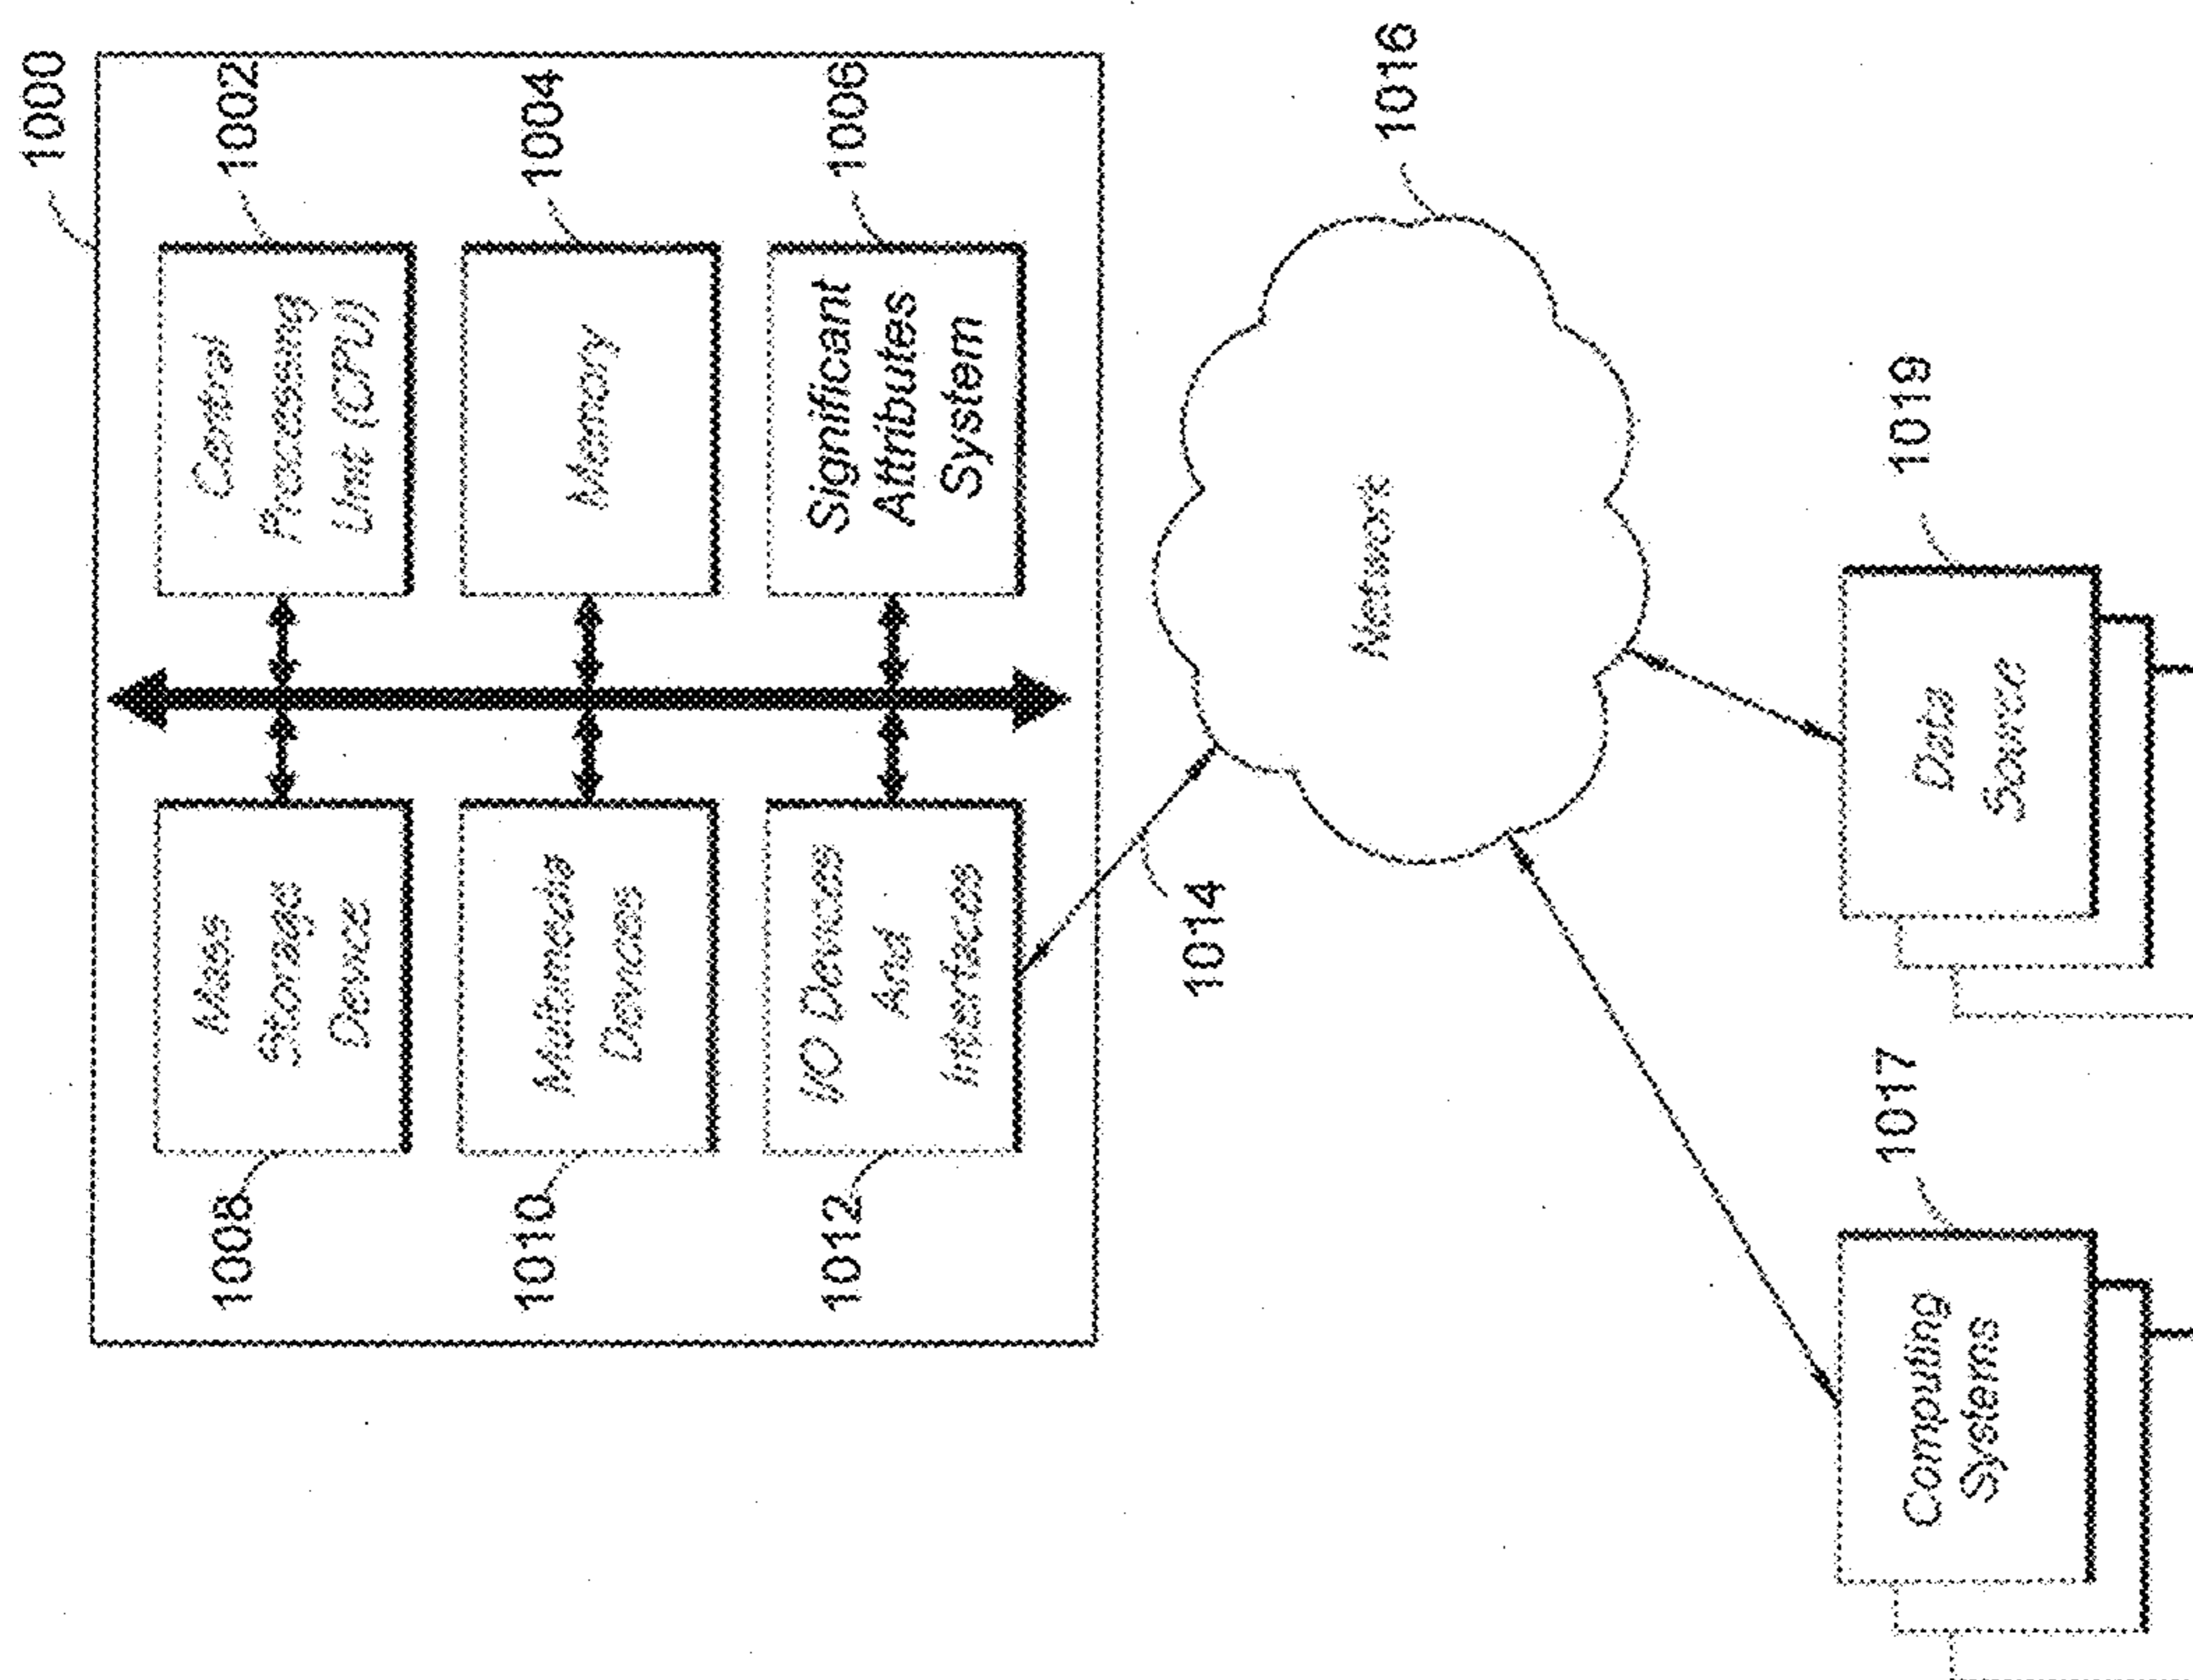 1000
Mass
Storage
Device
1008
Central
Processing
Unit (CPU)
1002
Multimedia
Devices
1010
Memory
1004
I/O Devices
And
Interfaces
1012
Significant
Attributes
System
1006
1014
Network
1016
Computing
Systems
1017
Data
Source
1019